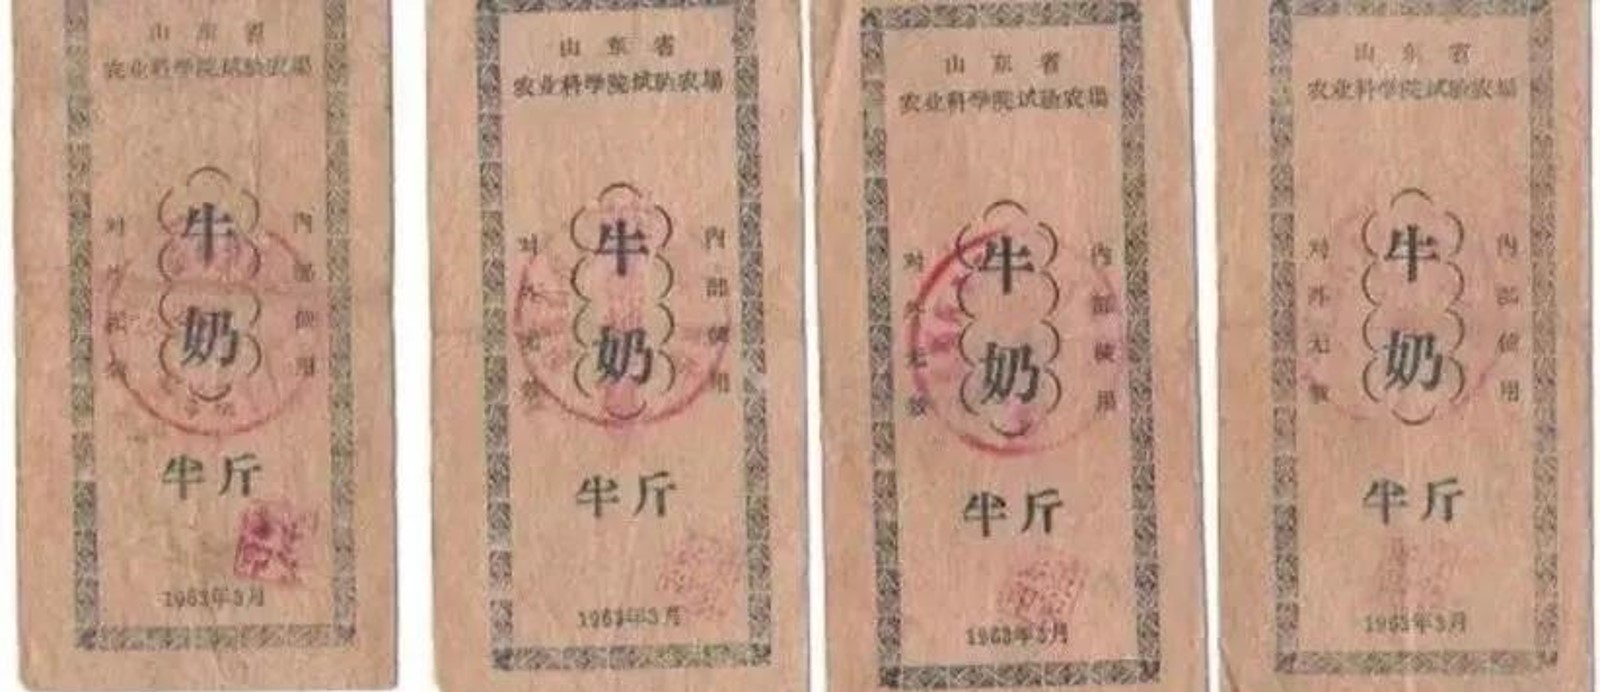 山东省
农业科学院试验农場
内部使用
牛奶
对外无效
半斤
1963年3月
山东省
农业科学院试验农場
内部使用
牛奶
对外无效
半斤
1963年3月
山东省
农业科学院试验农場
内部使用
牛奶
对外无效
半斤
1963年3月
山东省
农业科学院试验农場
内部使用
牛奶
对外无效
半斤
1963年3月